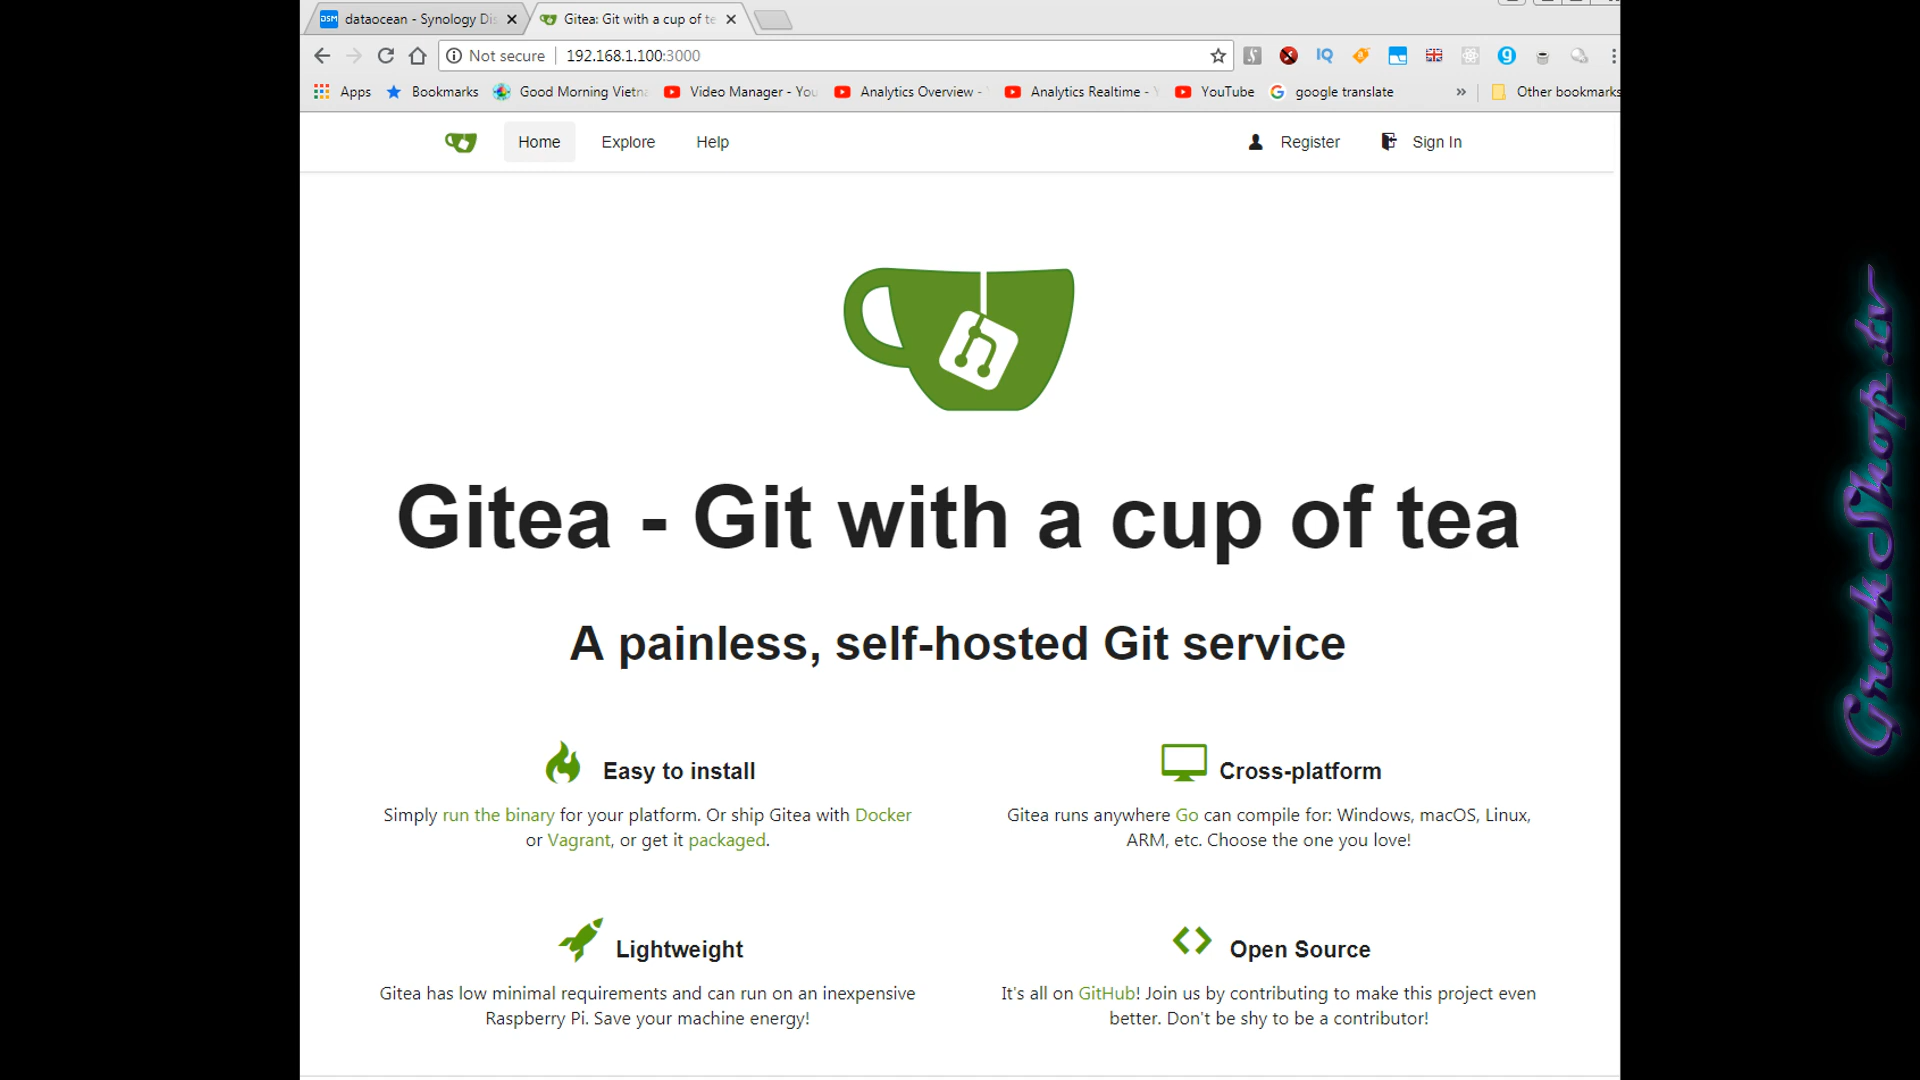 DSM dataocean - Synology Dis
Gitea: Git with a cup of te
Not secure 192.168.1.100:3000
Apps Bookmarks Good Morning Vietna Video Manager - You Analytics Overview - Analytics Realtime - YouTube google translate » Other bookmarks
Home Explore Help Register Sign In
Gitea - Git with a cup of tea
A painless, self-hosted Git service
Easy to install
Simply run the binary for your platform. Or ship Gitea with Docker
or Vagrant, or get it packaged.
Cross-platform
Gitea runs anywhere Go can compile for: Windows, macOS, Linux,
ARM, etc. Choose the one you love!
Lightweight
Gitea has low minimal requirements and can run on an inexpensive
Raspberry Pi. Save your machine energy!
Open Source
It's all on GitHub! Join us by contributing to make this project even
better. Don't be shy to be a contributor!
GrokShop.tv